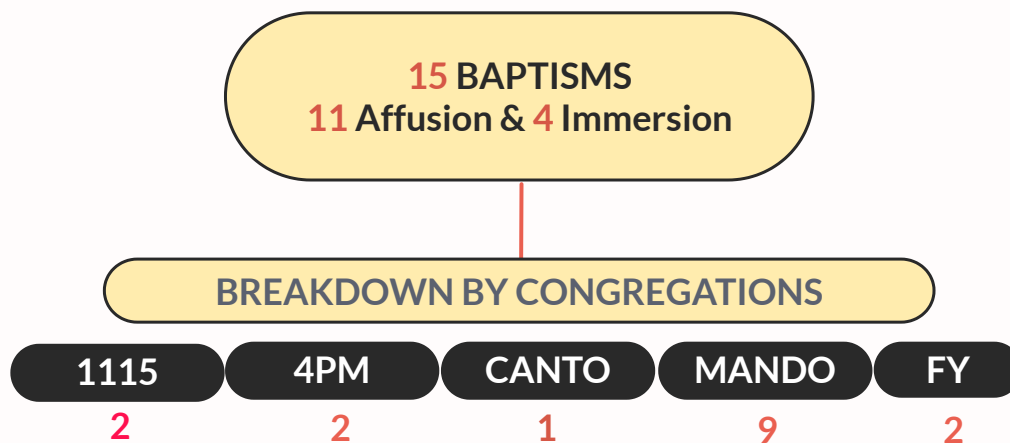 15 BAPTISMS
11 Affusion & 4 Immersion
BREAKDOWN BY CONGREGATIONS
1115 4PM CANTO MANDO FY
2 2 1 9 2